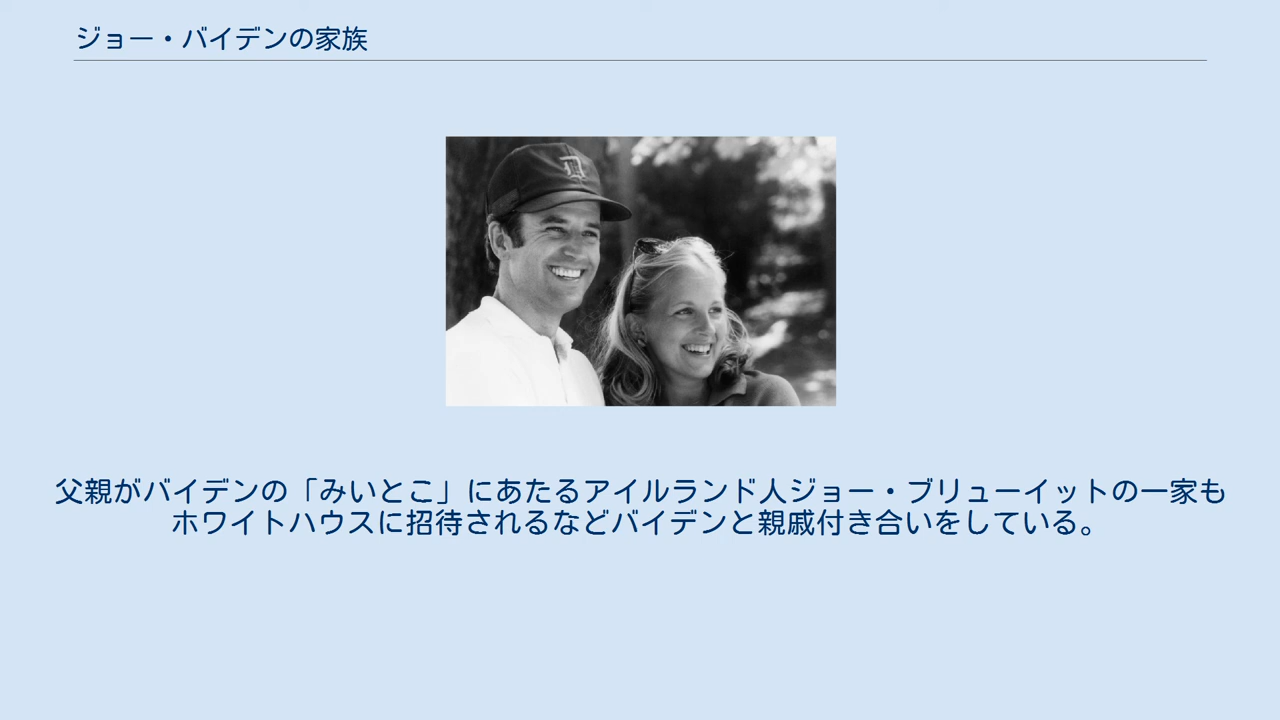 ジョー・バイデンの家族
D
父親がバイデンの「みいとこ」にあたるアイルランド人ジョー・ブリューイットの一家も
ホワイトハウスに招待されるなどバイデンと親戚付き合いをしている。